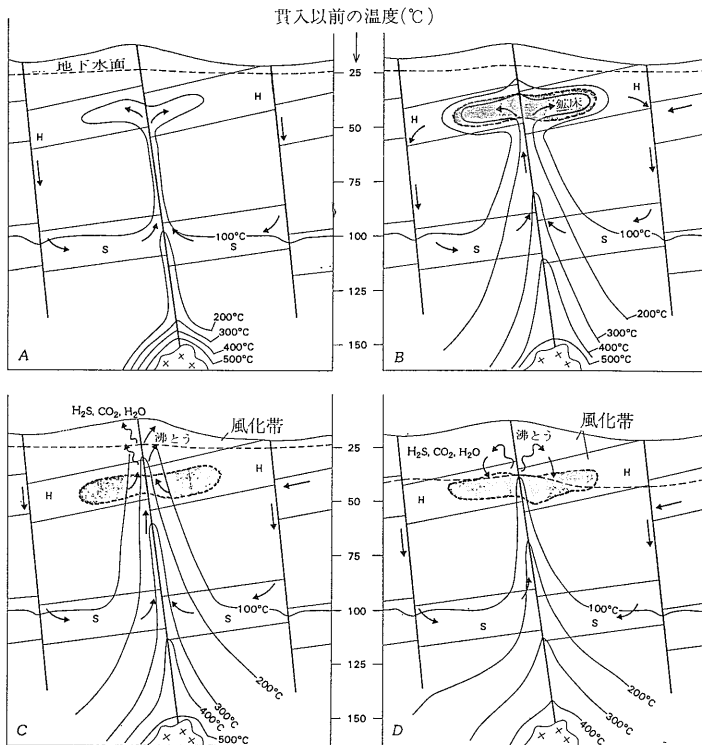 貫入以前の温度(℃)
地下水面
H
H
S
S
100℃
200℃
300℃
400℃
500℃
A
25
50
75
100
125
150
H
H
鉱床
S
S
100℃
200℃
300℃
400℃
500℃
B
H₂S, CO₂, H₂O
沸とう
風化帯
H
H
S
S
100℃
200℃
300℃
400℃
500℃
C
25
50
75
100
125
150
H₂S, CO₂, H₂O
沸とう
風化帯
H
H
S
S
100℃
200℃
300℃
400℃
D